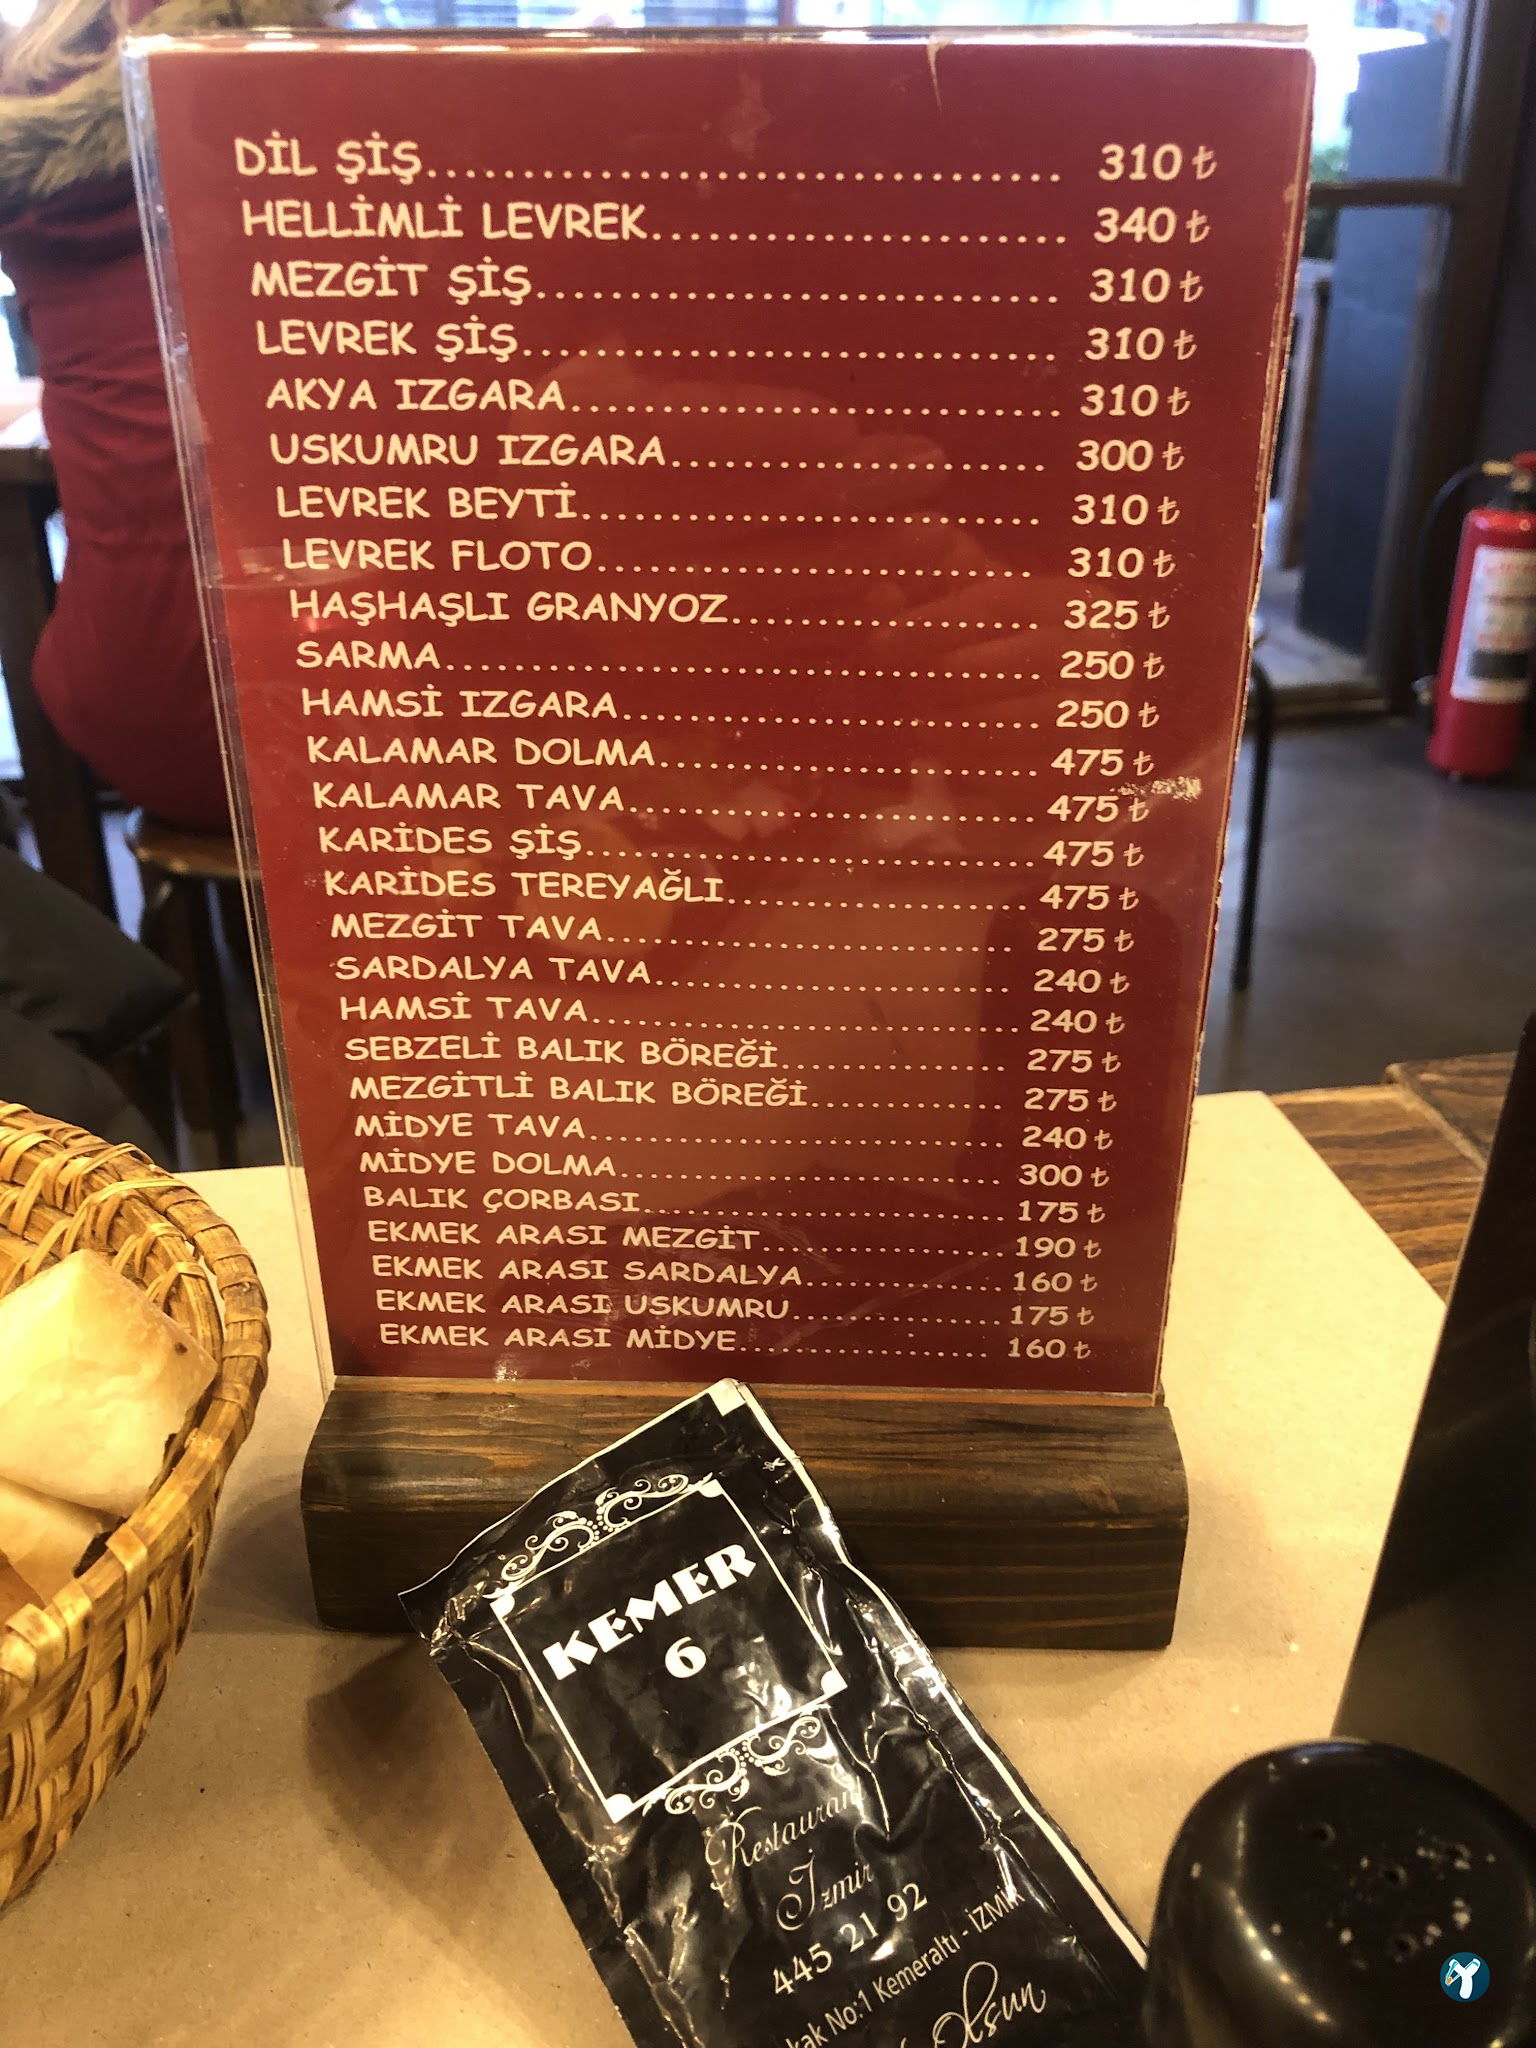 DİL ŞİŞ.................................. 310 ₺
HELLİMLİ LEVREK...................... 340 ₺
MEZGİT ŞİŞ............................ 310 ₺
LEVREK ŞİŞ............................. 310 ₺
AKYA IZGARA.......................... 310 ₺
USKUMRU IZGARA.................... 300 ₺
LEVREK BEYTİ......................... 310 ₺
LEVREK FLOTO......................... 310 ₺
HAŞHAŞLI GRANYOZ.................. 325 ₺
SARMA................................... 250 ₺
HAMSİ IZGARA......................... 250 ₺
KALAMAR DOLMA....................... 475 ₺
KALAMAR TAVA......................... 475 ₺
KARİDES ŞİŞ............................ 475 ₺
KARİDES TEREYAĞLI.................. 475 ₺
MEZGİT TAVA........................... 275 ₺
SARDALYA TAVA....................... 240 ₺
HAMSİ TAVA............................ 240 ₺
SEBZELİ BALIK BÖREĞİ.............. 275 ₺
MEZGİTLİ BALIK BÖREĞİ............ 275 ₺
MİDYE TAVA........................... 240 ₺
MİDYE DOLMA......................... 300 ₺
BALIK ÇORBASI....................... 175 ₺
EKMEK ARASI MEZGİT................ 190 ₺
EKMEK ARASI SARDALYA............. 160 ₺
EKMEK ARASI USKUMRU.............. 175 ₺
EKMEK ARASI MİDYE................. 160 ₺
KEMER
6
Restaurant
İzmir
445 21 92
No:1 Kemeraltı - İZMİR
Olsun